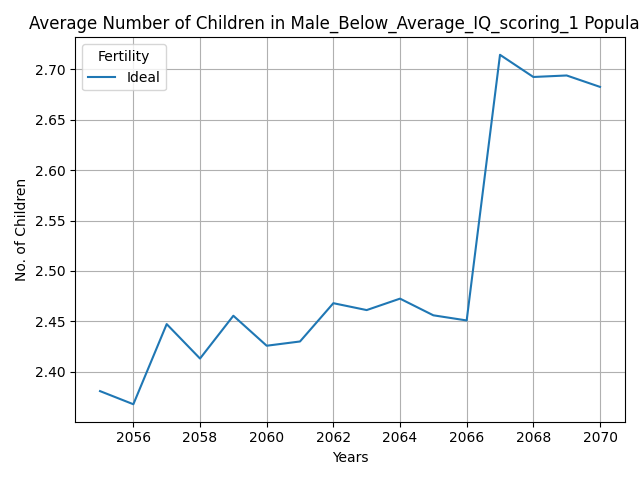 Average Number of Children in Male_Below_Average_IQ_scoring_1 Popula
Fertility
Ideal
No. of Children
2.70
2.65
2.60
2.55
2.50
2.45
2.40
2056 2058 2060 2062 2064 2066 2068 2070
Years